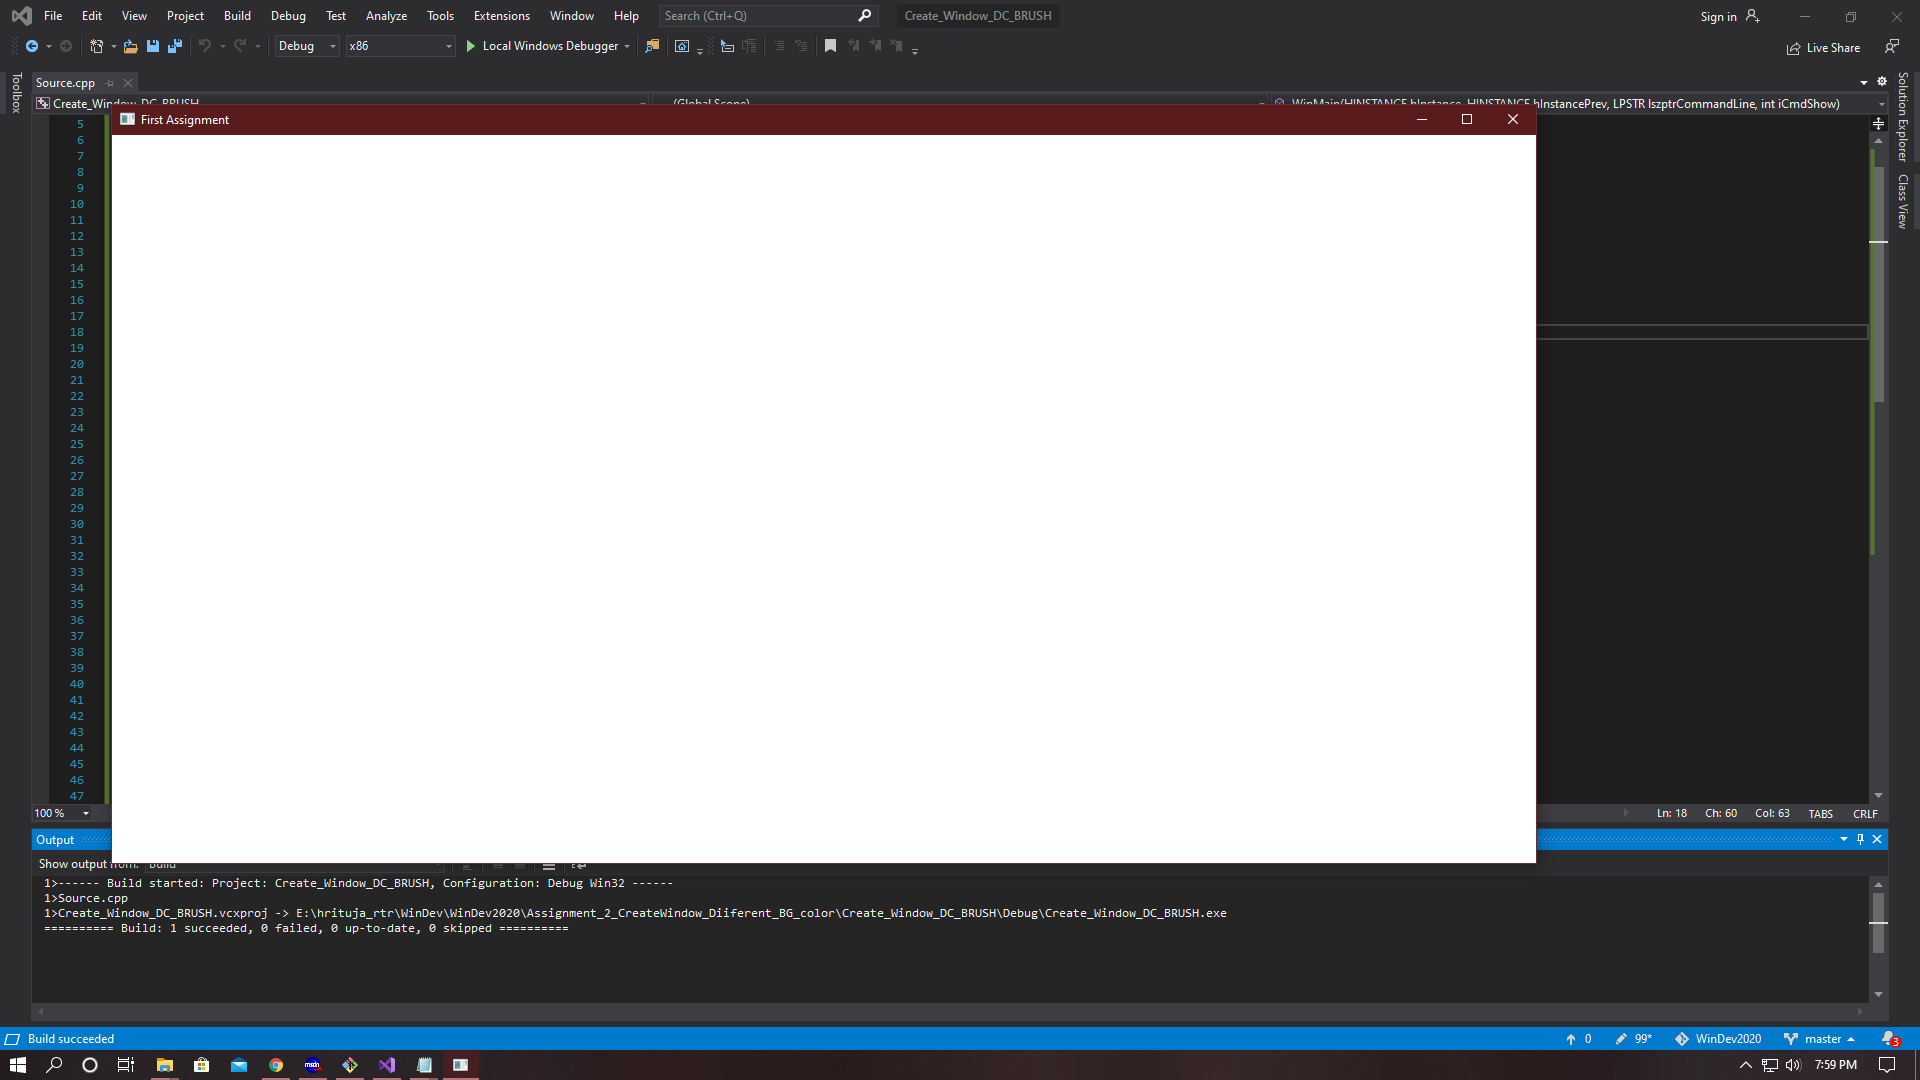 File Edit View Project Build Debug Test Analyze Tools Extensions Window Help Search (Ctrl+Q) Create_Window_DC_BRUSH Sign in
Debug x86 Local Windows Debugger Live Share
Toolbox
Source.cpp
Solution Explorer
Class View
Create_Window_DC_BRUSH (Global Scope) WinMain(HINSTANCE hInstance, HINSTANCE hInstancePrev, LPSTR lszptrCommandLine, int iCmdShow)
First Assignment
5
6
7
8
9
10
11
12
13
14
15
16
17
18
19
20
21
22
23
24
25
26
27
28
29
30
31
32
33
34
35
36
37
38
39
40
41
42
43
44
45
46
47
100 % Ln: 18 Ch: 60 Col: 63 TABS CRLF
Output
Show output from: Build
1>------ Build started: Project: Create_Window_DC_BRUSH, Configuration: Debug Win32 ------
1>Source.cpp
1>Create_Window_DC_BRUSH.vcxproj -> E:\hrituja_rtr\WinDev\WinDev2020\Assignment_2_CreateWindow_Diiferent_BG_color\Create_Window_DC_BRUSH\Debug\Create_Window_DC_BRUSH.exe
========== Build: 1 succeeded, 0 failed, 0 up-to-date, 0 skipped ==========
Build succeeded 0 99* WinDev2020 master 3
msdn 7:59 PM